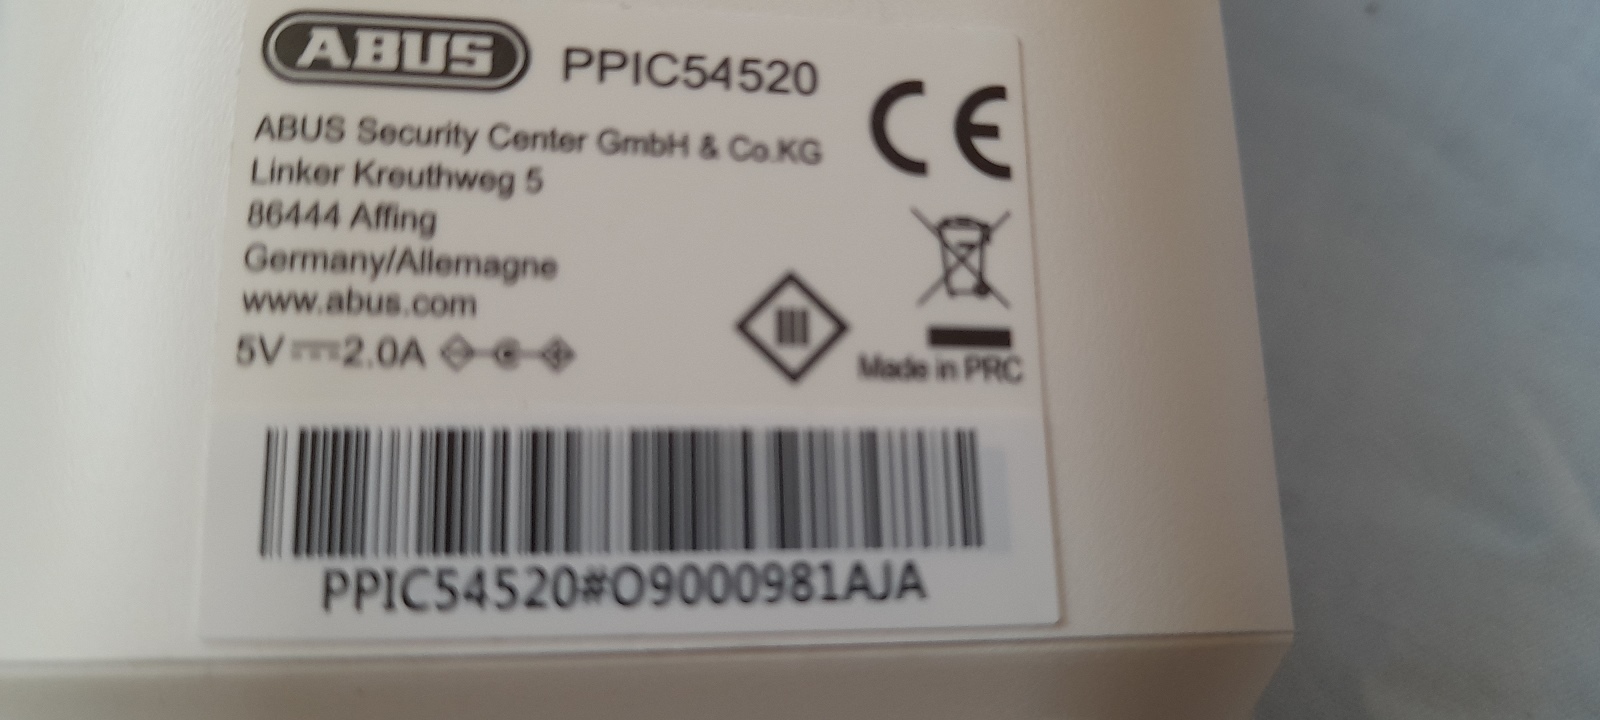 ABUS PPIC54520
ABUS Security Center GmbH & Co.KG
Linker Kreuthweg 5
86444 Affing
Germany/Allemagne
www.abus.com
5V⎓2.0A
III
Made in PRC
PPIC54520#O9000981AJA